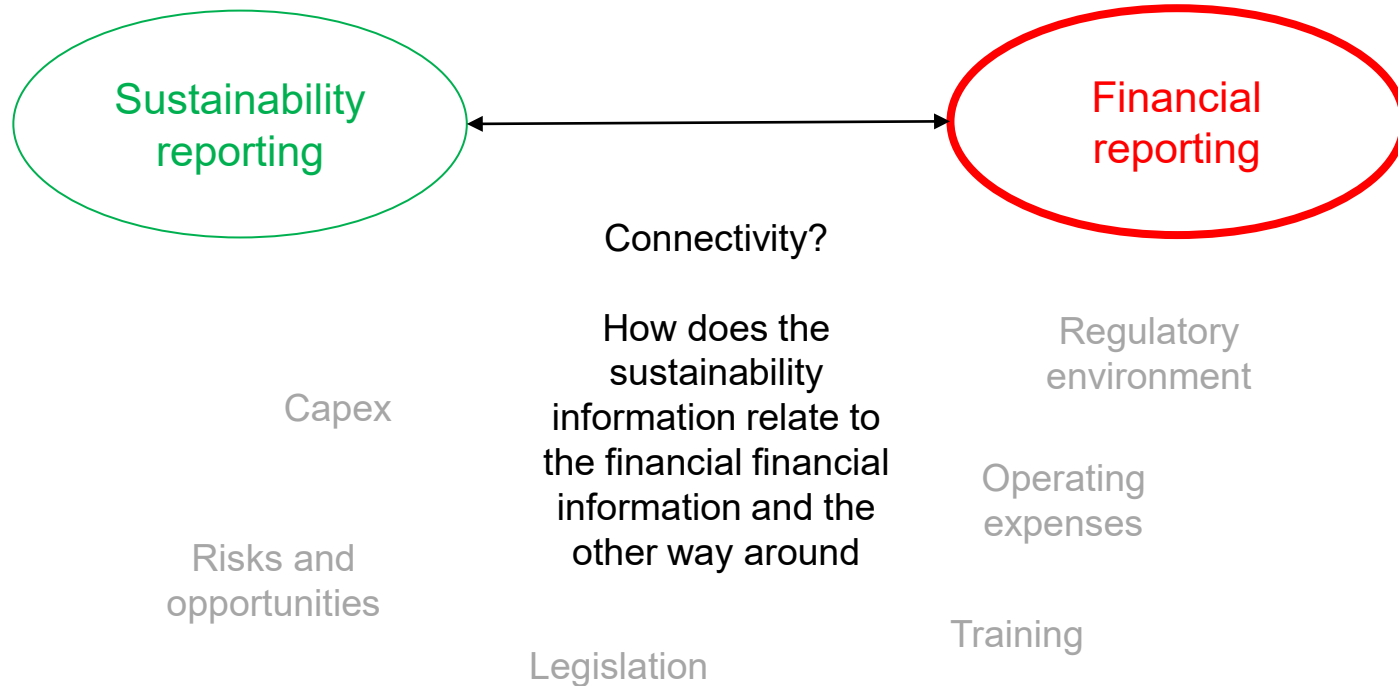 Sustainability
reporting
Financial
reporting
Connectivity?
How does the
sustainability
information relate to
the financial financial
information and the
other way around
Regulatory
environment
Capex
Operating
expenses
Risks and
opportunities
Training
Legislation